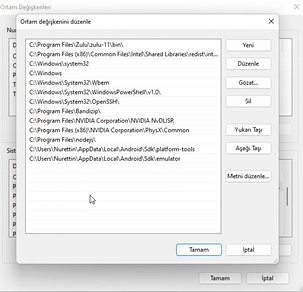 Ortam Değişkenleri
Ortam değişkenini düzenle
C:\Program Files\Zulu\zulu-11\bin\
C:\Program Files (x86)\Common Files\Intel\Shared Libraries\redist\int...
C:\Windows\system32
C:\Windows
C:\Windows\System32\Wbem
C:\Windows\System32\WindowsPowerShell\v1.0\
C:\Windows\System32\OpenSSH\
C:\Program Files\Bandizip\
C:\Program Files\NVIDIA Corporation\NVIDIA NvDLISR
C:\Program Files (x86)\NVIDIA Corporation\PhysX\Common
C:\Program Files\nodejs\
C:\Users\Nurettin\AppData\Local\Android\Sdk\platform-tools
C:\Users\Nurettin\AppData\Local\Android\Sdk\emulator
Yeni
Düzenle
Gözat...
Sil
Yukarı Taşı
Aşağı Taşı
Metni düzenle...
Tamam
İptal
Tamam
İptal